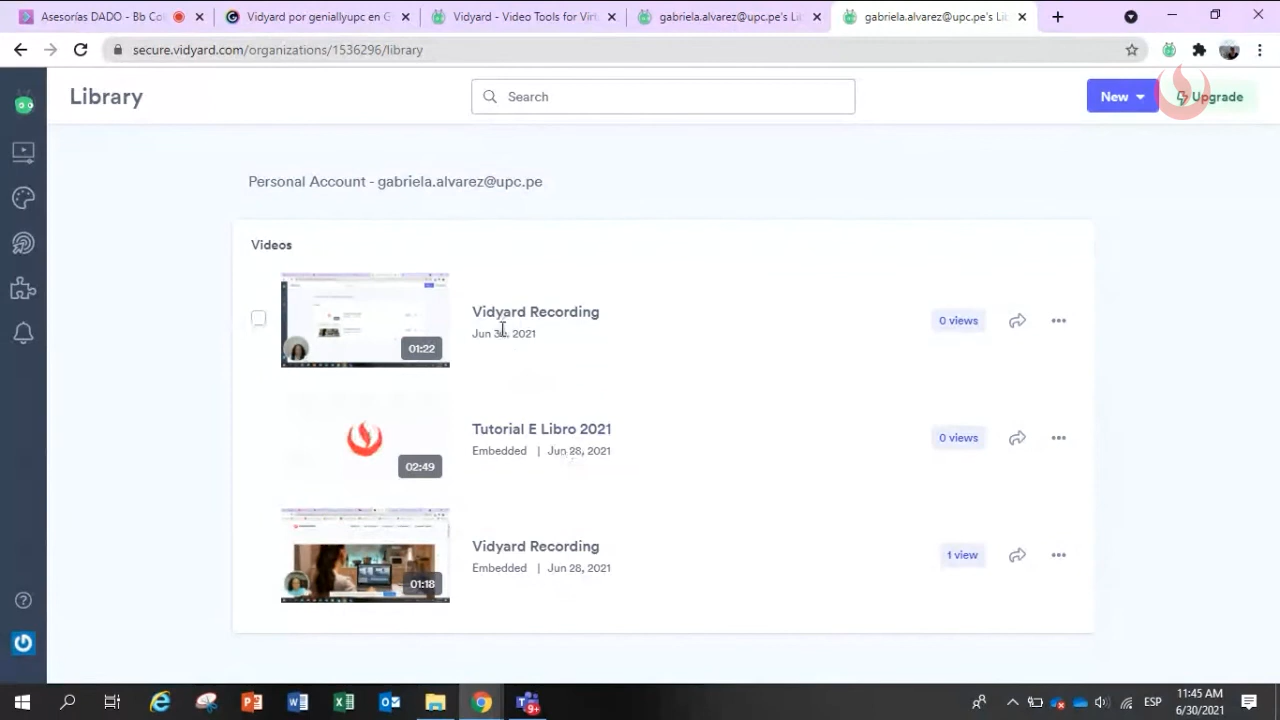 Asesorías DADO - Bl
Vidyard por geniallyupc en G
Vidyard - Video Tools for Virtu
gabriela.alvarez@upc.pe's Li
gabriela.alvarez@upc.pe's Li
secure.vidyard.com/organizations/1536296/library
Library
Search
New
Upgrade
Personal Account - gabriela.alvarez@upc.pe
Videos
01:22
Vidyard Recording
Jun 30, 2021
0 views
02:49
Tutorial E Libro 2021
Embedded | Jun 28, 2021
0 views
01:18
Vidyard Recording
Embedded | Jun 28, 2021
1 view
9+
ESP
11:45 AM
6/30/2021